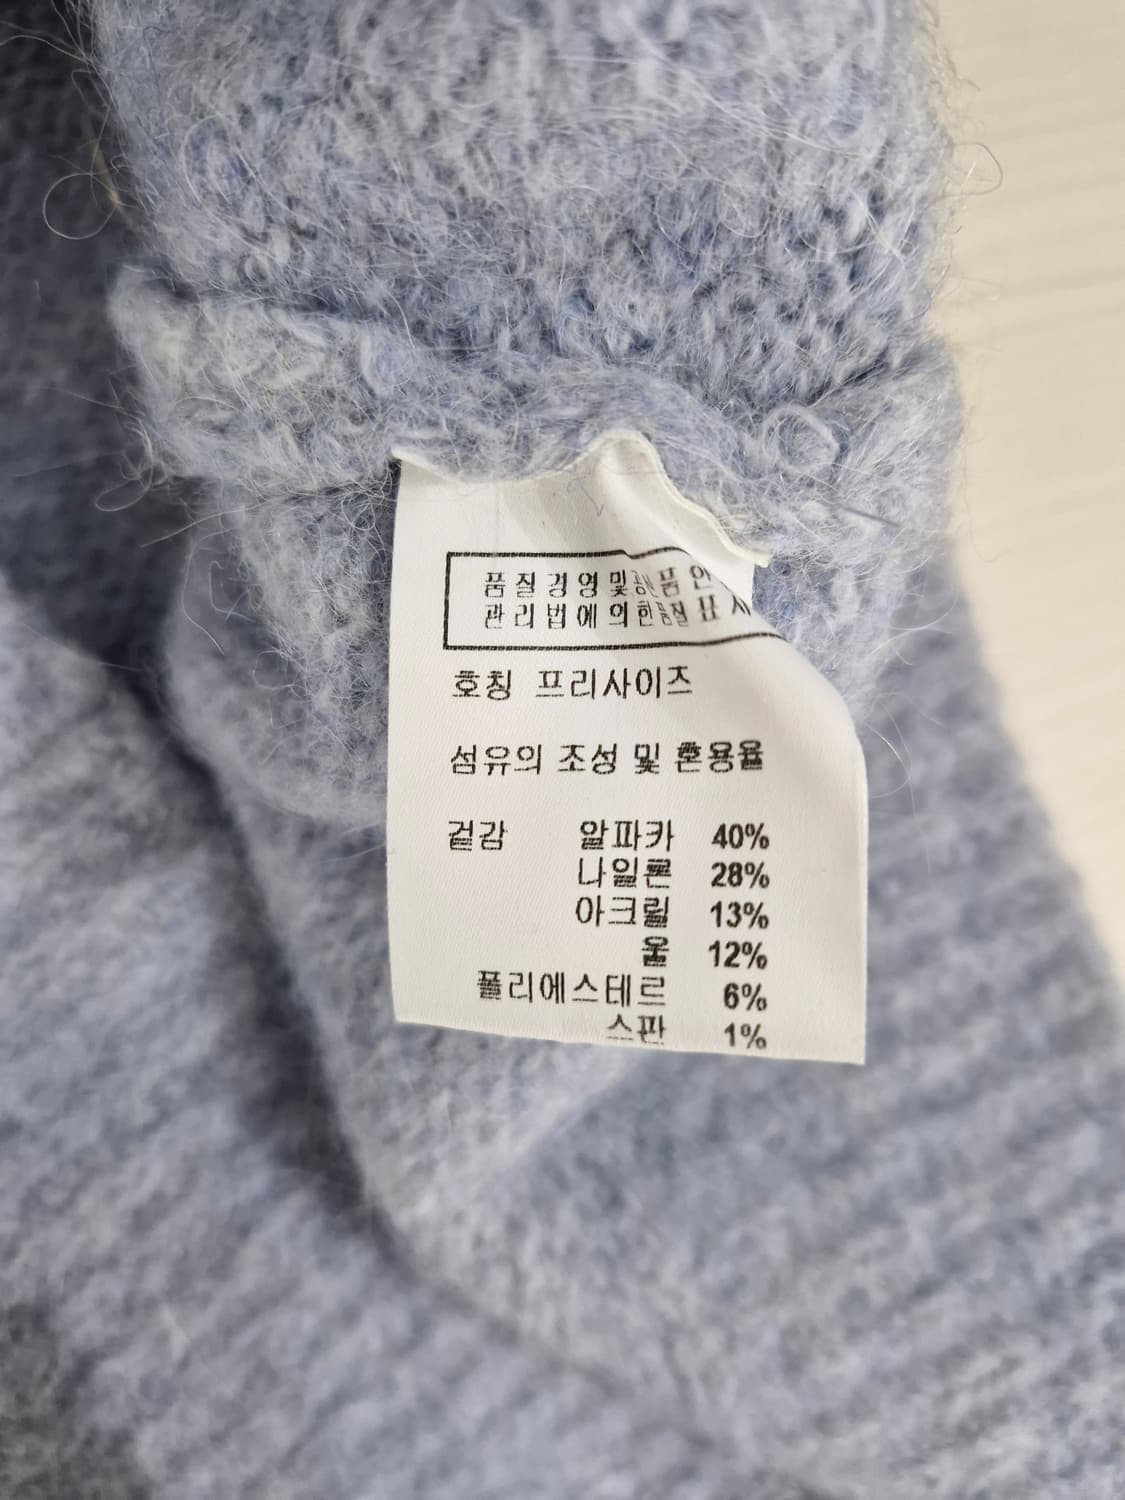 품질경영 및 공산품 안
관리법에 의한 품질표시
호칭 프리사이즈
섬유의 조성 및 혼용율
겉감 알파카 40%
나일론 28%
아크릴 13%
울 12%
폴리에스테르 6%
스판 1%